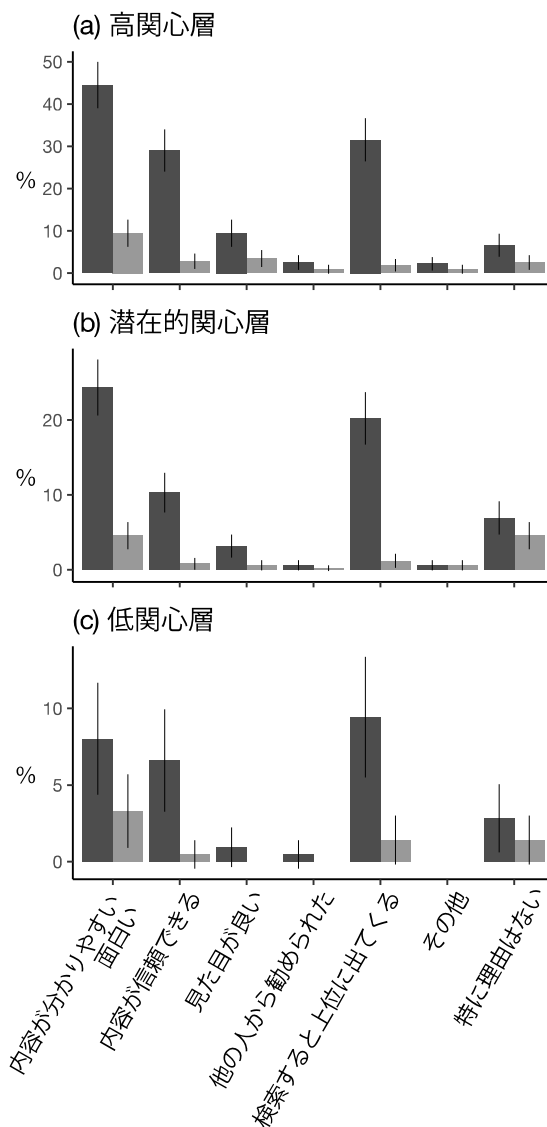 (a) 高関心層
50
40
30
%
20
10
0
(b) 潜在的関心層
20
%
10
0
(c) 低関心層
10
%
5
0
内容が分かりやすい
面白い
内容が信頼できる
見た目が良い
他の人から勧められた
検索すると上位に出てくる
その他
特に理由はない